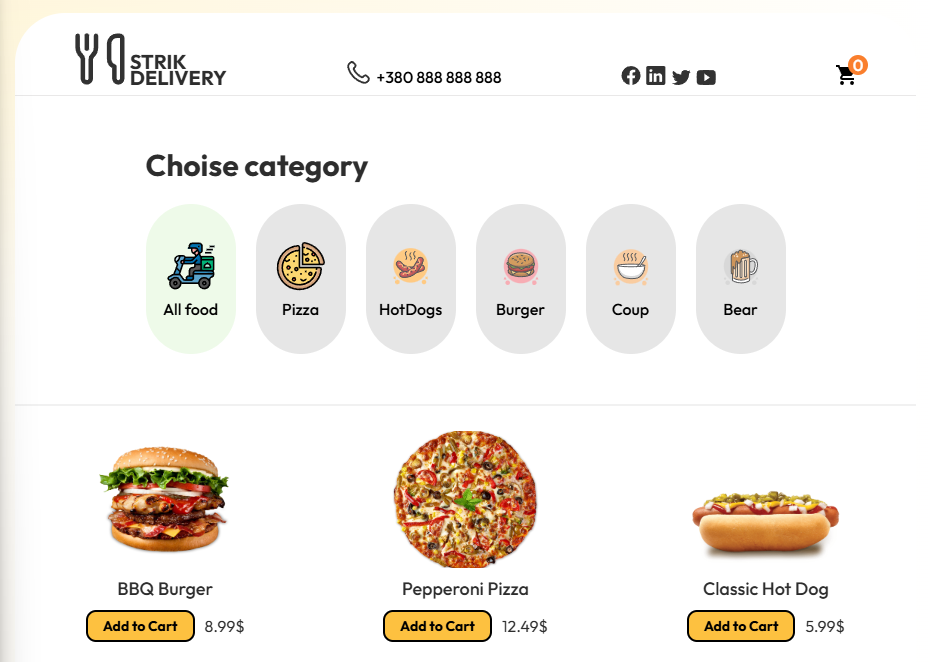 STRIK
DELIVERY
+380 888 888 888
0
Choise category
All food
Pizza
HotDogs
Burger
Coup
Bear
BBQ Burger
Pepperoni Pizza
Classic Hot Dog
Add to Cart 8.99$
Add to Cart 12.49$
Add to Cart 5.99$